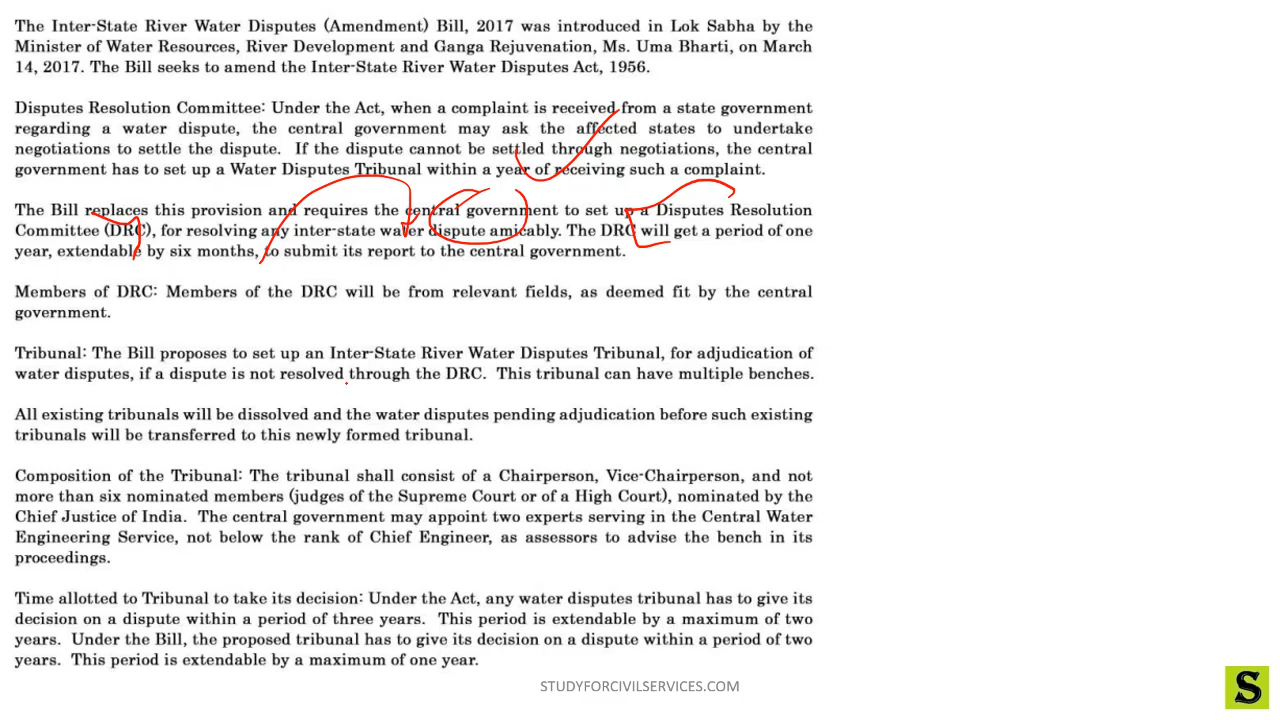 The Inter-State River Water Disputes (Amendment) Bill, 2017 was introduced in Lok Sabha by the
Minister of Water Resources, River Development and Ganga Rejuvenation, Ms. Uma Bharti, on March
14, 2017. The Bill seeks to amend the Inter-State River Water Disputes Act, 1956.
Disputes Resolution Committee: Under the Act, when a complaint is received from a state government
regarding a water dispute, the central government may ask the affected states to undertake
negotiations to settle the dispute. If the dispute cannot be settled through negotiations, the central
government has to set up a Water Disputes Tribunal within a year of receiving such a complaint.
The Bill replaces this provision and requires the central government to set up a Disputes Resolution
Committee (DRC), for resolving any inter-state water dispute amicably. The DRC will get a period of one
year, extendable by six months, to submit its report to the central government.
Members of DRC: Members of the DRC will be from relevant fields, as deemed fit by the central
government.
Tribunal: The Bill proposes to set up an Inter-State River Water Disputes Tribunal, for adjudication of
water disputes, if a dispute is not resolved through the DRC. This tribunal can have multiple benches.
All existing tribunals will be dissolved and the water disputes pending adjudication before such existing
tribunals will be transferred to this newly formed tribunal.
Composition of the Tribunal: The tribunal shall consist of a Chairperson, Vice-Chairperson, and not
more than six nominated members (judges of the Supreme Court or of a High Court), nominated by the
Chief Justice of India. The central government may appoint two experts serving in the Central Water
Engineering Service, not below the rank of Chief Engineer, as assessors to advise the bench in its
proceedings.
Time allotted to Tribunal to take its decision: Under the Act, any water disputes tribunal has to give its
decision on a dispute within a period of three years. This period is extendable by a maximum of two
years. Under the Bill, the proposed tribunal has to give its decision on a dispute within a period of two
years. This period is extendable by a maximum of one year.
STUDYFORCIVILSERVICES.COM
S